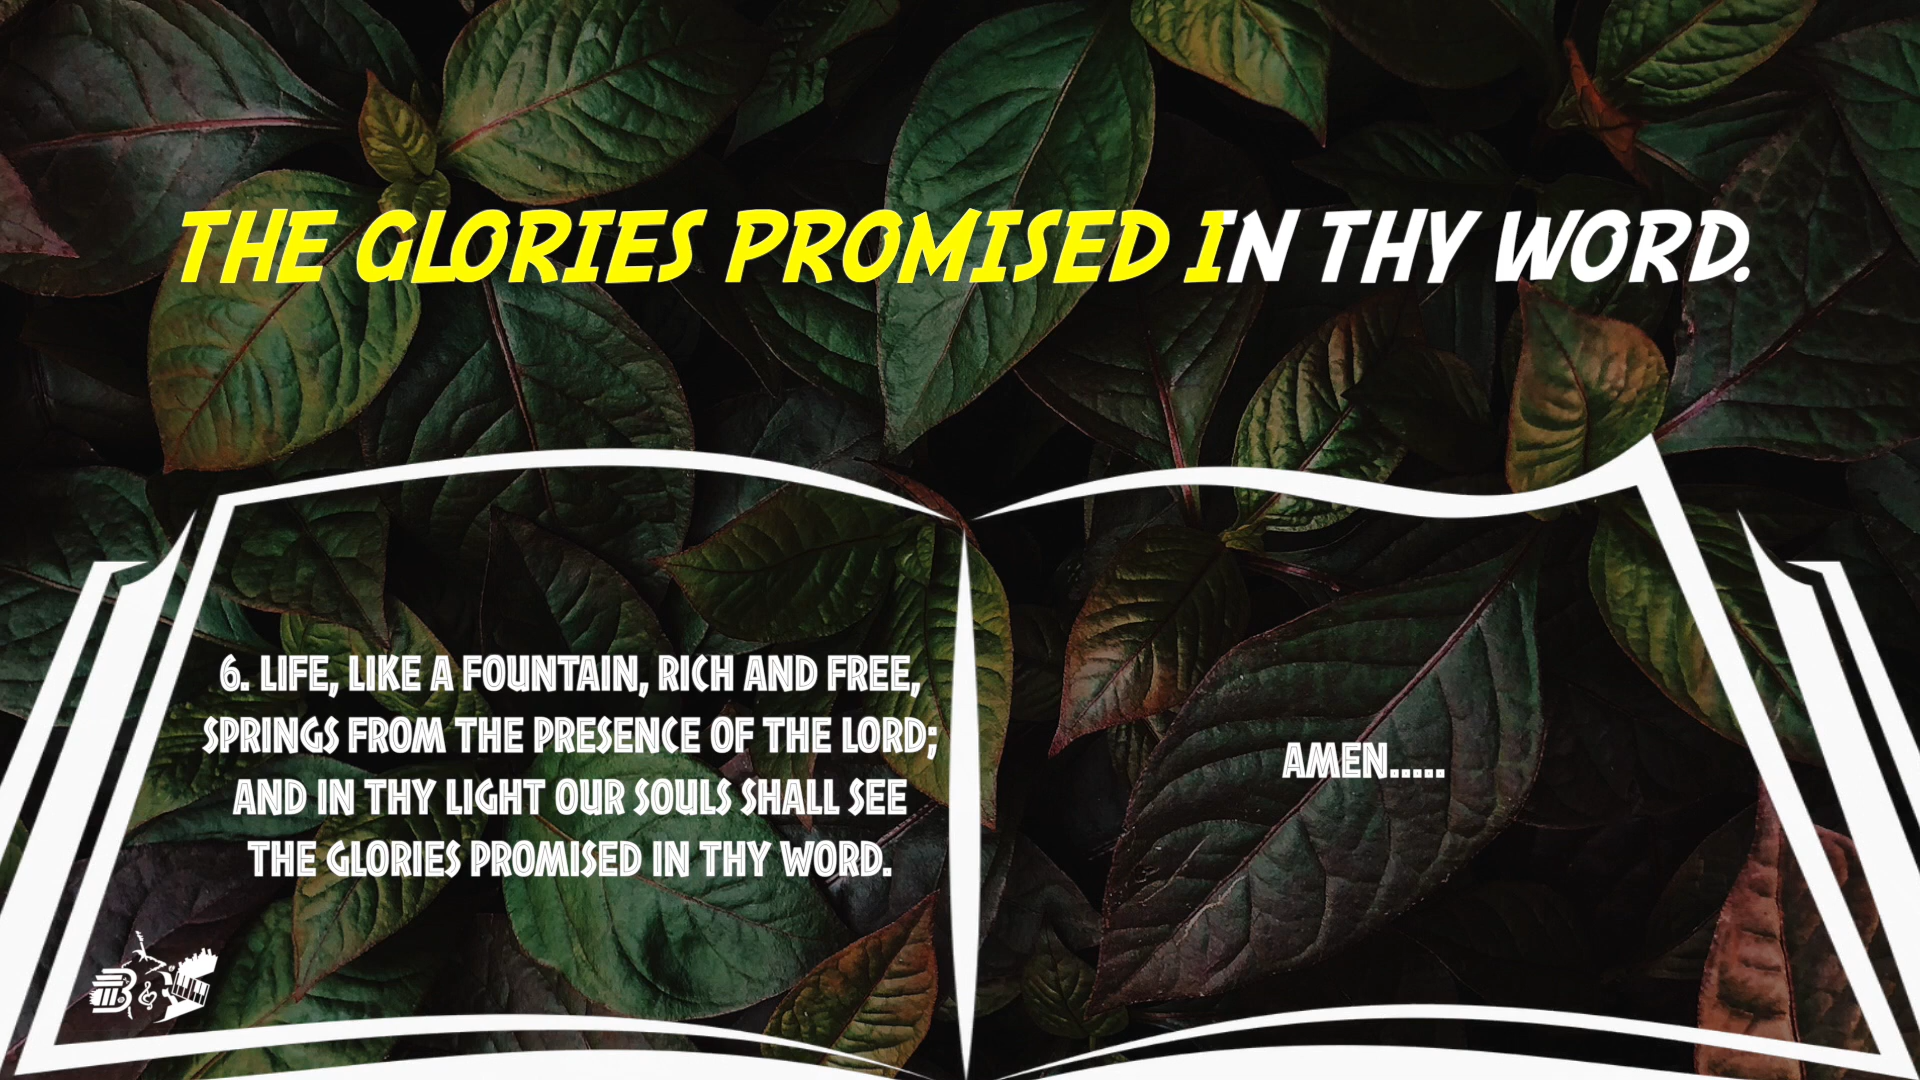 THE GLORIES PROMISED IN THY WORD.
6. LIFE, LIKE A FOUNTAIN, RICH AND FREE,
SPRINGS FROM THE PRESENCE OF THE LORD;
AND IN THY LIGHT OUR SOULS SHALL SEE
THE GLORIES PROMISED IN THY WORD.
AMEN.....